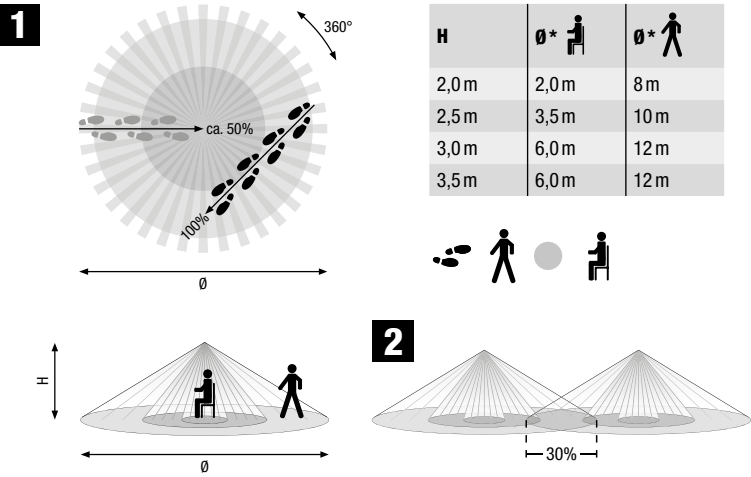 1
360°
ca. 50%
100%
Ø
H Ø* Ø*
2,0 m 2,0 m 8 m
2,5 m 3,5 m 10 m
3,0 m 6,0 m 12 m
3,5 m 6,0 m 12 m
H
Ø
2
30%